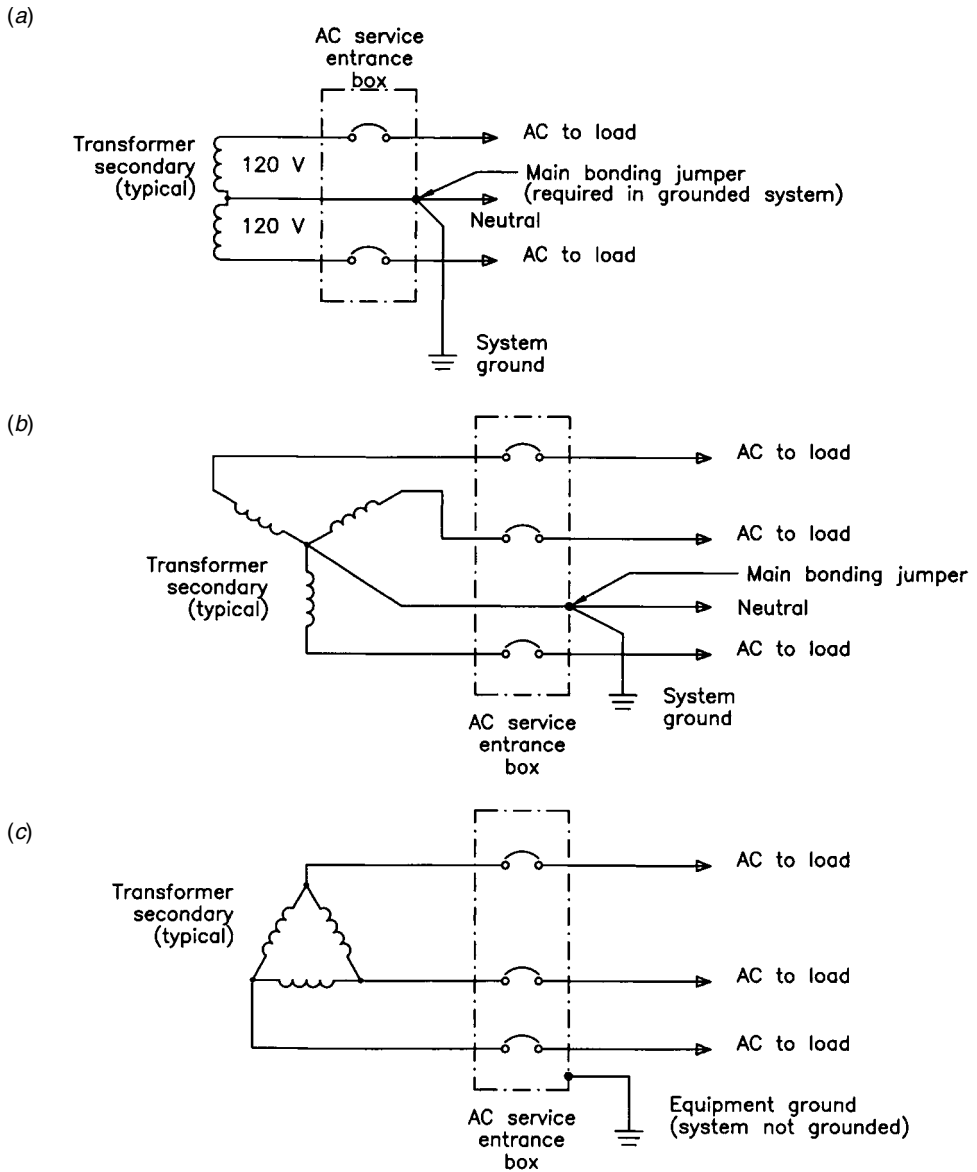 (a)
AC service
entrance
box
Transformer
secondary
(typical)
120 V
120 V
AC to load
Main bonding jumper
(required in grounded system)
Neutral
AC to load
System
ground
(b)
AC to load
AC to load
Transformer
secondary
(typical)
Main bonding jumper
Neutral
AC to load
System
ground
AC service
entrance
box
(c)
AC to load
Transformer
secondary
(typical)
AC to load
AC to load
Equipment ground
(system not grounded)
AC service
entrance
box